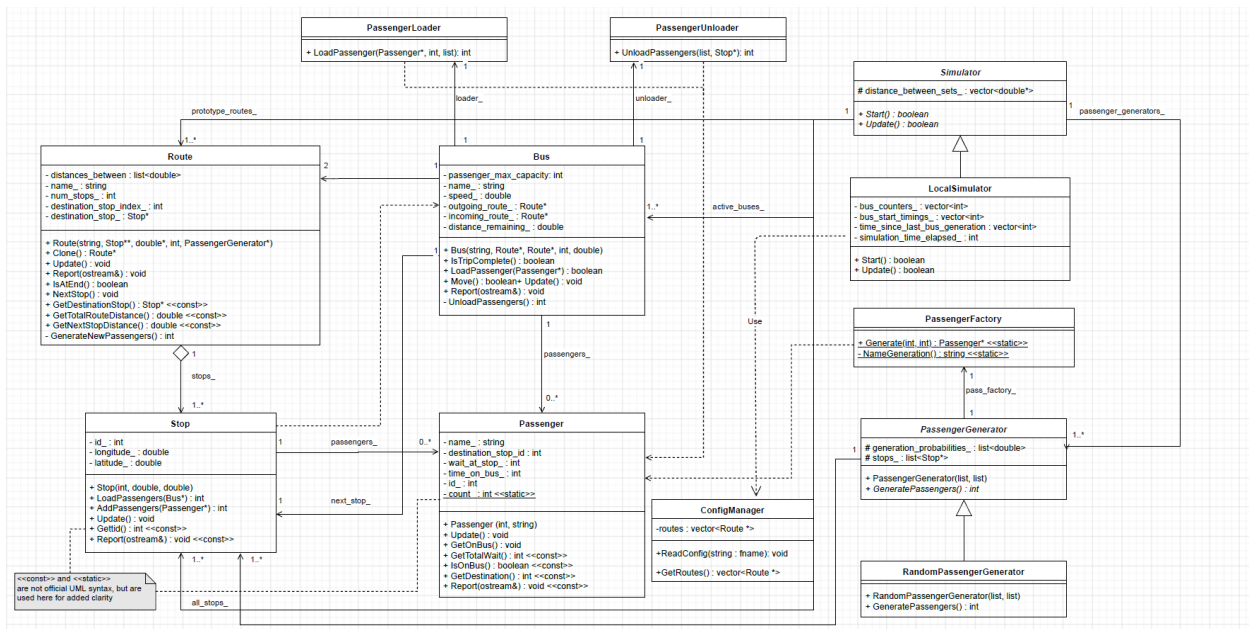 PassengerLoader
+ LoadPassenger(Passenger*, int, list): int
PassengerUnloader
+ UnloadPassengers(list, Stop*): int
1
1
loader_
unloader_
1
1
Simulator
# distance_between_sets_ : vector<double*>
+ Start() : boolean
+ Update() : boolean
1
1
passenger_generators_
prototype_routes_
1..*
Route
- distances_between : list<double>
- name_ : string
- num_stops_ : int
- destination_stop_index_ : int
- destination_stop_ : Stop*
+ Route(string, Stop**, double*, int, PassengerGenerator*)
+ Clone() : Route*
+ Update() : void
+ Report(ostream&) : void
+ IsAtEnd() : boolean
+ NextStop() : void
+ GetDestinationStop() : Stop* <<const>>
+ GetTotalRouteDistance() : double <<const>>
+ GetNextStopDistance() : double <<const>>
- GenerateNewPassengers() : int
2
1
Bus
- passenger_max_capacity: int
- name_ : string
- speed_ : double
- outgoing_route_ : Route*
- incoming_route_ : Route*
- distance_remaining_ : double
+ Bus(string, Route*, Route*, int, double)
+ IsTripComplete() : boolean
+ LoadPassenger(Passenger*) : boolean
+ Move() : boolean+ Update() : void
+ Report(ostream&) : void
- UnloadPassengers() : int
1
1..*
active_buses_
LocalSimulator
- bus_counters_ : vector<int>
- bus_start_timings_ : vector<int>
- time_since_last_bus_generation : vector<int>
- simulation_time_elapsed_ : int
+ Start() : boolean
+ Update() : boolean
Use
1
passengers_
0..*
PassengerFactory
+ Generate(int, int) : Passenger* <<static>>
- NameGeneration() : string <<static>>
1
pass_factory_
1
1
stops_
1..*
Stop
- id_ : int
- longitude_ : double
- latitude_ : double
+ Stop(int, double, double)
+ LoadPassengers(Bus*) : int
+ AddPassengers(Passenger*) : int
+ Update() : void
+ GetId() : int <<const>>
+ Report(ostream&) : void <<const>>
1
passengers_
0..*
1
next_stop_
Passenger
- name_ : string
- destination_stop_id : int
- wait_at_stop_ : int
- time_on_bus_ : int
- id_ : int
- count_ : int <<static>>
+ Passenger (int, string)
+ Update() : void
+ GetOnBus() : void
+ GetTotalWait() : int <<const>>
+ IsOnBus() : boolean <<const>>
+ GetDestination() : int <<const>>
+ Report(ostream&) : void <<const>>
PassengerGenerator
# generation_probabilities_ : list<double>
# stops_ : list<Stop*>
+ PassengerGenerator(list, list)
+ GeneratePassengers() : int
1
1..*
ConfigManager
-routes : vector<Route *>
+ReadConfig(string : fname): void
+GetRoutes() : vector<Route *>
RandomPassengerGenerator
+ RandomPassengerGenerator(list, list)
+ GeneratePassengers() : int
<<const>> and <<static>>
are not official UML syntax, but are
used here for added clarity
1..*
1..*
all_stops_